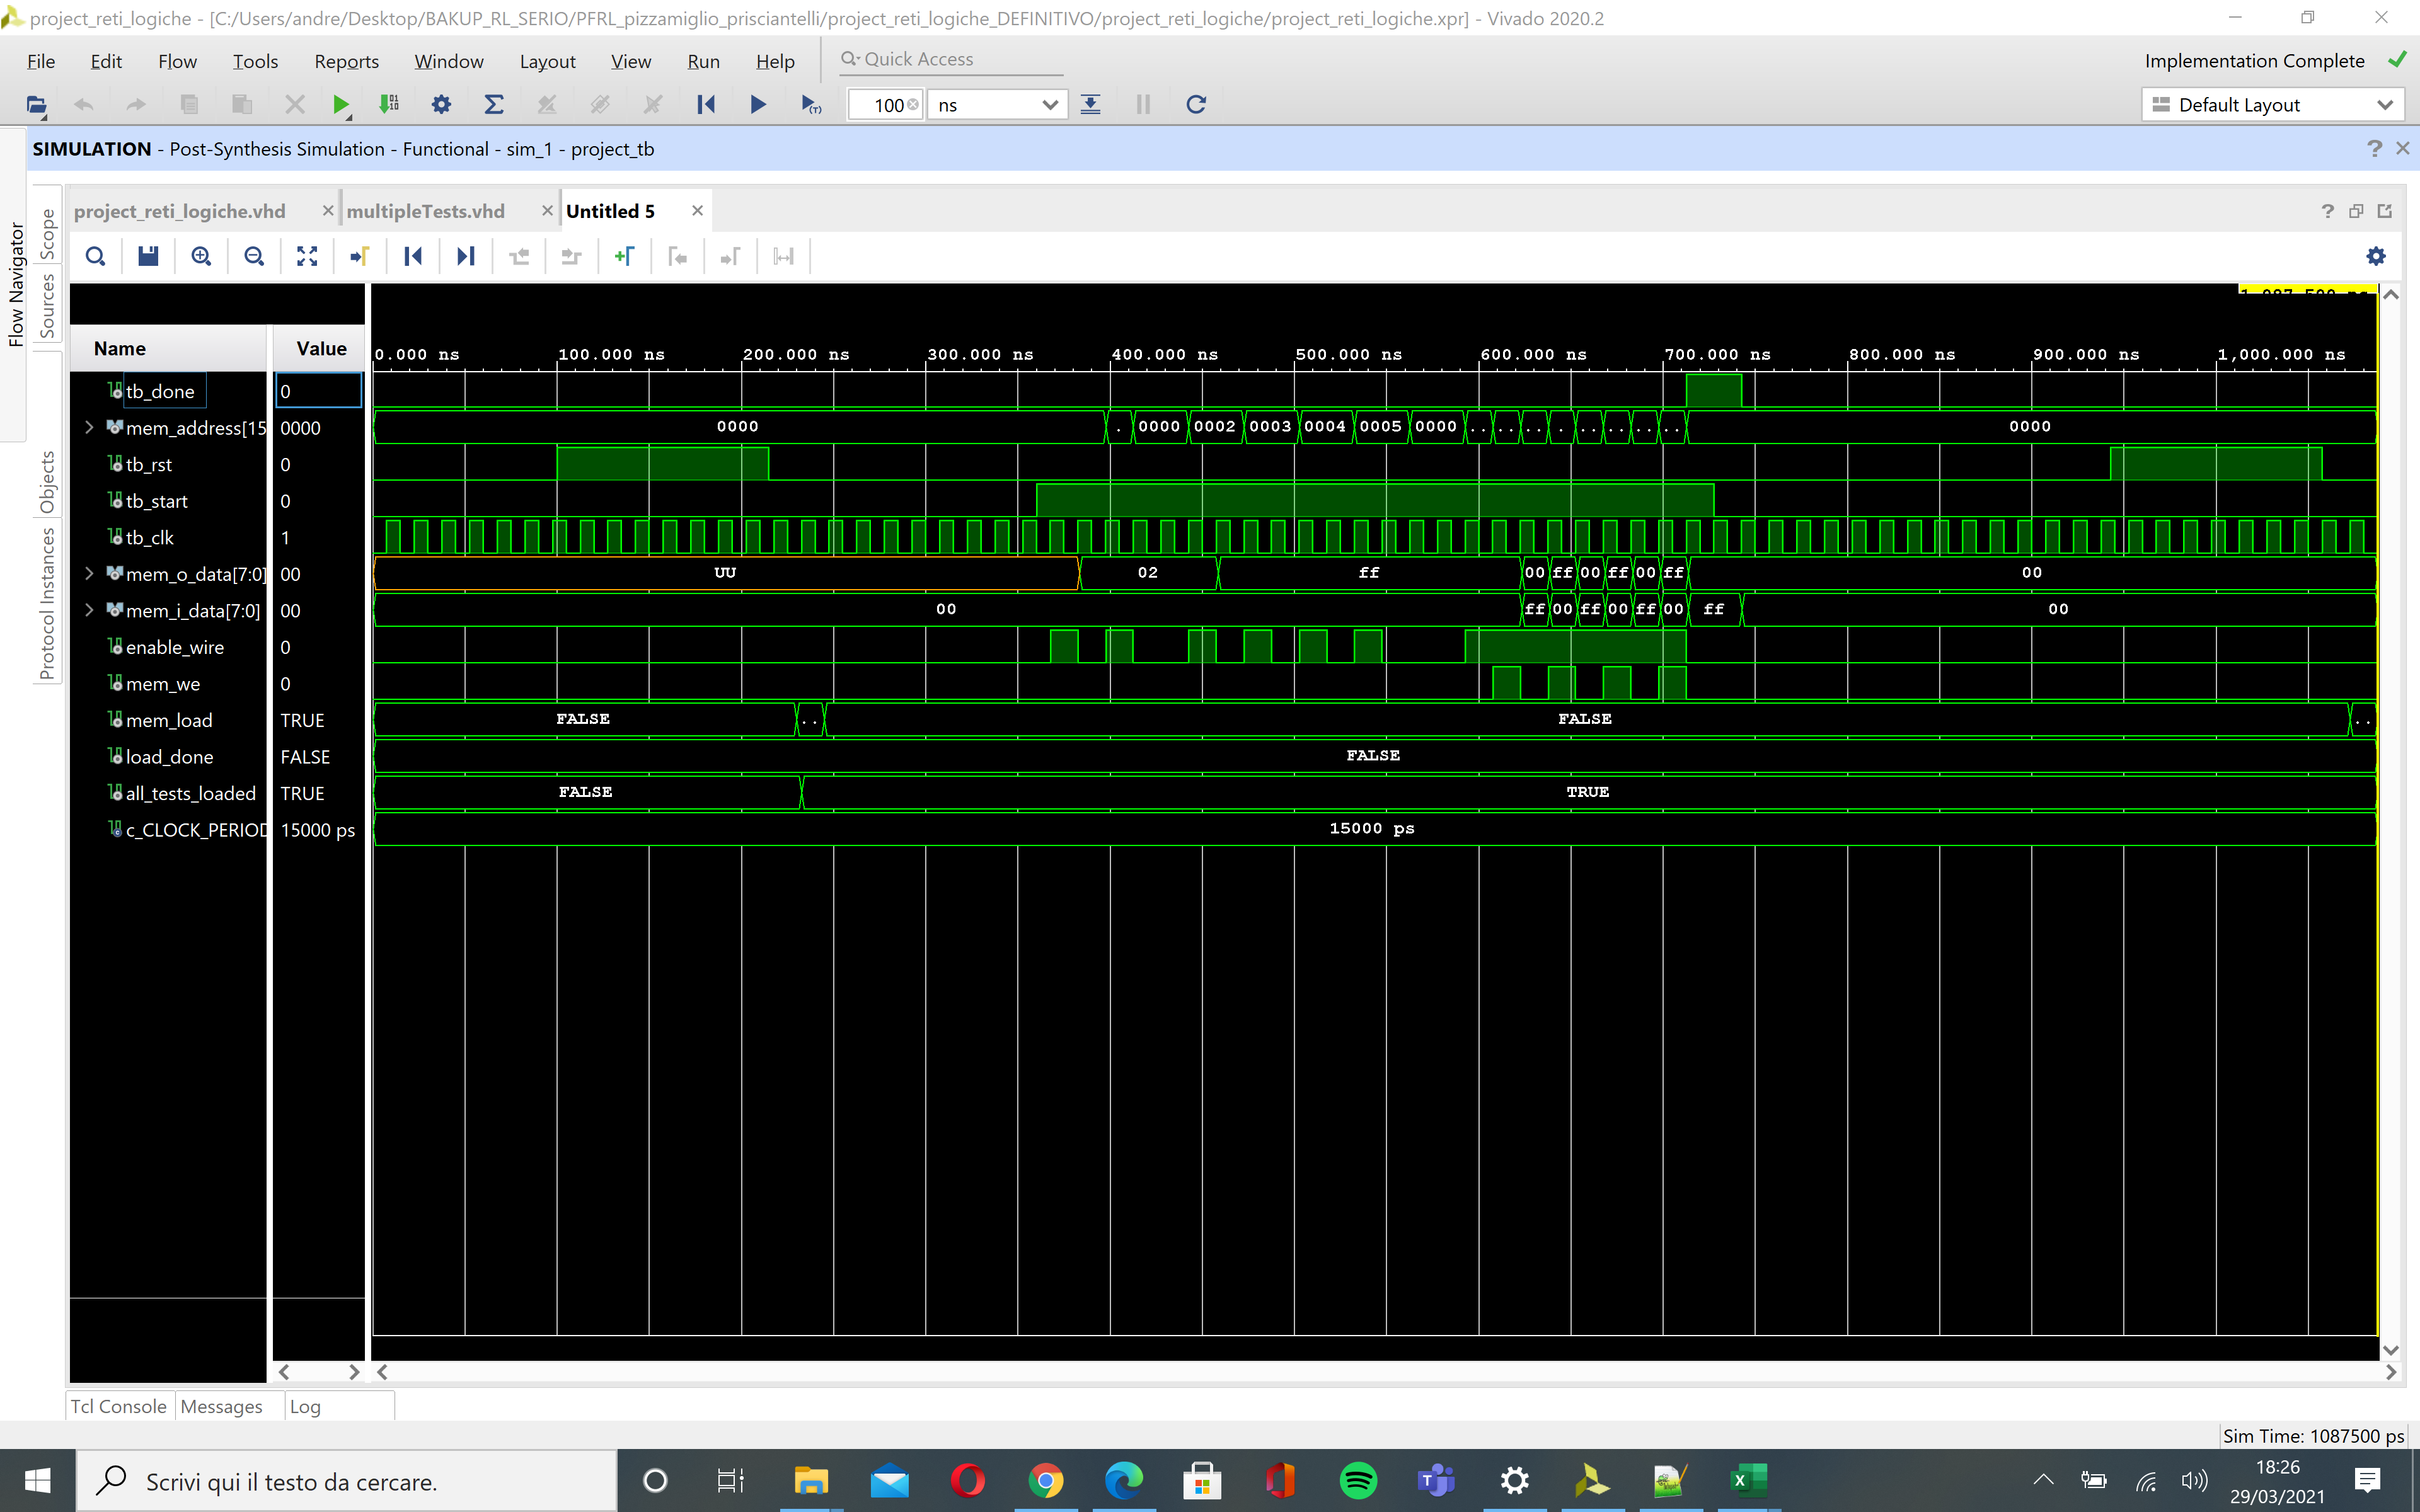 project_reti_logiche - [C:/Users/andre/Desktop/BAKUP_RL_SERIO/PFRL_pizzamiglio_prisciantelli/project_reti_logiche_DEFINITIVO/project_reti_logiche/project_reti_logiche.xpr] - Vivado 2020.2
File Edit Flow Tools Reports Window Layout View Run Help Quick Access Implementation Complete
100 ns Default Layout
SIMULATION - Post-Synthesis Simulation - Functional - sim_1 - project_tb
Flow Navigator
Scope
Sources
Objects
Protocol Instances
project_reti_logiche.vhd multipleTests.vhd Untitled 5
Name Value
0.000 ns 100.000 ns 200.000 ns 300.000 ns 400.000 ns 500.000 ns 600.000 ns 700.000 ns 800.000 ns 900.000 ns 1,000.000 ns
tb_done 0
mem_address[15 0000 0000 . 0000 0002 0003 0004 0005 0000 .. .. .. . .. .. .. .. 0000
tb_rst 0
tb_start 0
tb_clk 1
mem_o_data[7:0] 00 UU 02 ff 00 ff 00 ff 00 ff 00
mem_i_data[7:0] 00 00 ff 00 ff 00 ff 00 ff 00
enable_wire 0
mem_we 0
mem_load TRUE FALSE .. FALSE ..
load_done FALSE FALSE
all_tests_loaded TRUE FALSE TRUE
c_CLOCK_PERIOD 15000 ps 15000 ps
Tcl Console Messages Log
Sim Time: 1087500 ps
Scrivi qui il testo da cercare.
18:26
29/03/2021